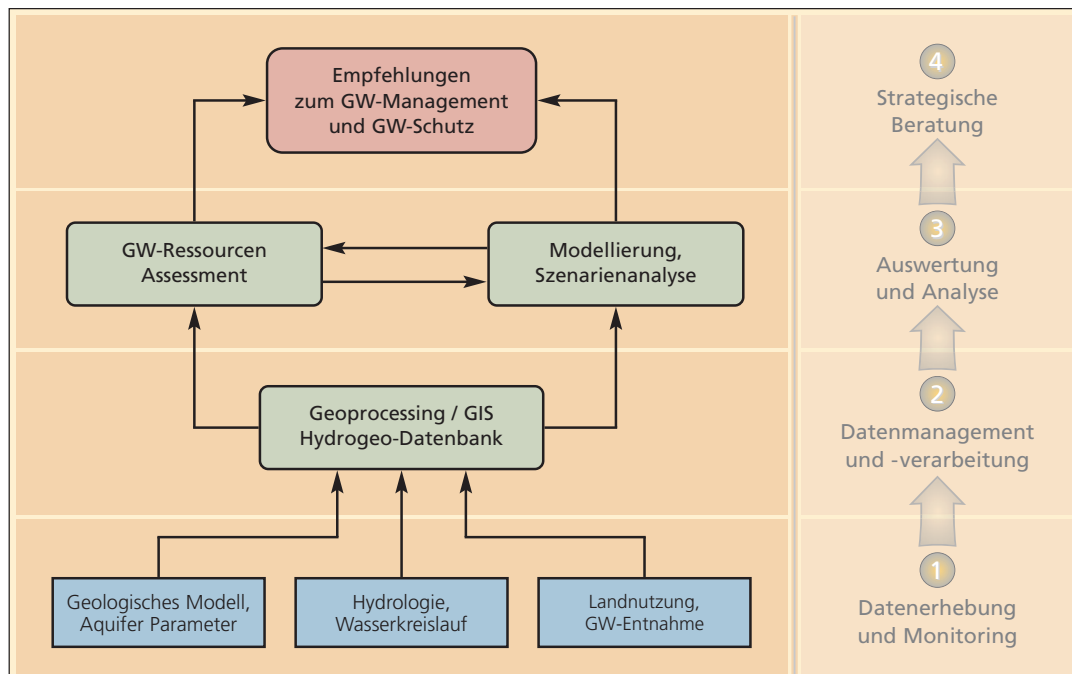 Empfehlungen
zum GW-Management
und GW-Schutz
4
Strategische
Beratung
GW-Ressourcen
Assessment
Modellierung,
Szenarienanalyse
3
Auswertung
und Analyse
Geoprocessing / GIS
Hydrogeo-Datenbank
2
Datenmanagement
und -verarbeitung
Geologisches Modell,
Aquifer Parameter
Hydrologie,
Wasserkreislauf
Landnutzung,
GW-Entnahme
1
Datenerhebung
und Monitoring